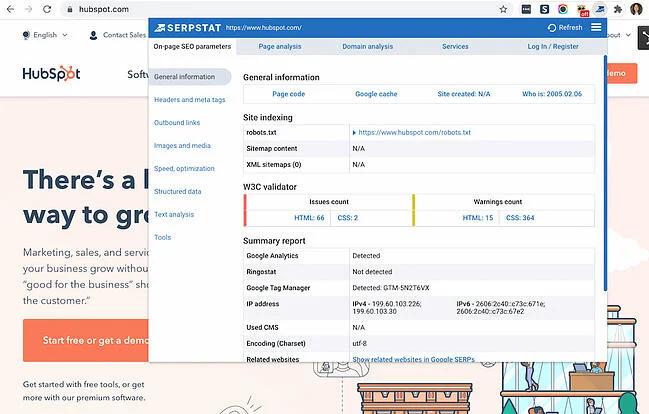 hubspot.com
off
SERPSTAT https://www.hubspot.com/ Refresh
English Contact Sales
bout
On-page SEO parameters Page analysis Domain analysis Services Log In / Register
HubSpot Softw
demo
General information
Headers and meta tags
Outbound links
Images and media
Speed, optimization
Structured data
Text analysis
Tools
General information
Page code Google cache Site created: N/A Who is: 2005.02.06
Site indexing
robots.txt https://www.hubspot.com/robots.txt
Sitemap content N/A
XML sitemaps (0) N/A
W3C validator
Issues count Warnings count
HTML: 66 CSS: 2 HTML: 15 CSS: 364
Summary report
Google Analytics Detected
Ringostat Not detected
Google Tag Manager Detected: GTM-5N2T6VX
IP address IPv4 - 199.60.103.226; IPv6 - 2606:2c40::c73c:671e;
199.60.103.30 2606:2c40::c73c:67e2
Used CMS N/A
Encoding (Charset) utf-8
Related websites Show related websites in Google SERPs
There's a b
way to gro
Marketing, sales, and servic
your business grow without
"good for the business" sho
the customer."
Start free or get a demo
Get started with free tools, or get
more with our premium software.